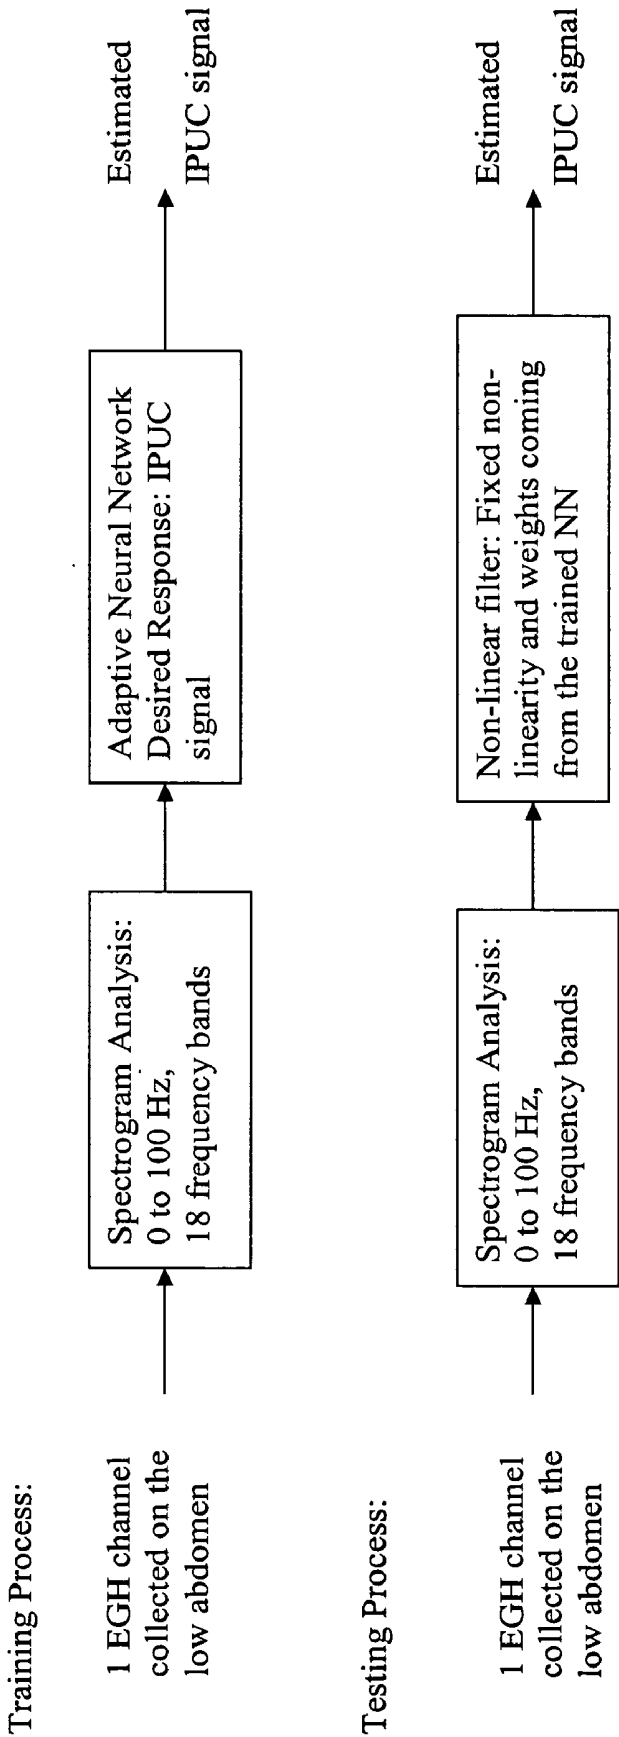 Training Process:
1 EGH channel
collected on the
low abdomen
Spectrogram Analysis:
0 to 100 Hz,
18 frequency bands
Adaptive Neural Network
Desired Response: IPUC
signal
Estimated
IPUC signal
Testing Process:
1 EGH channel
collected on the
low abdomen
Spectrogram Analysis:
0 to 100 Hz,
18 frequency bands
Non-linear filter: Fixed non-
linearity and weights coming
from the trained NN
Estimated
IPUC signal